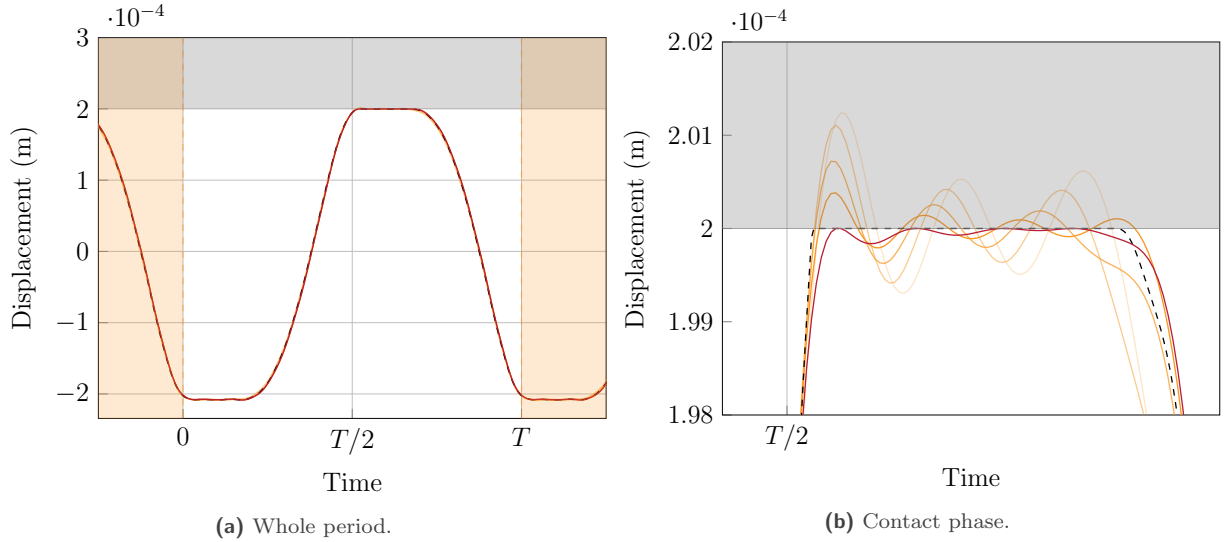 ·10⁻⁴
3
2
1
0
−1
−2
Displacement (m)
0
T/2
T
Time
(a) Whole period.
·10⁻⁴
2.02
2.01
2
1.99
1.98
Displacement (m)
T/2
Time
(b) Contact phase.